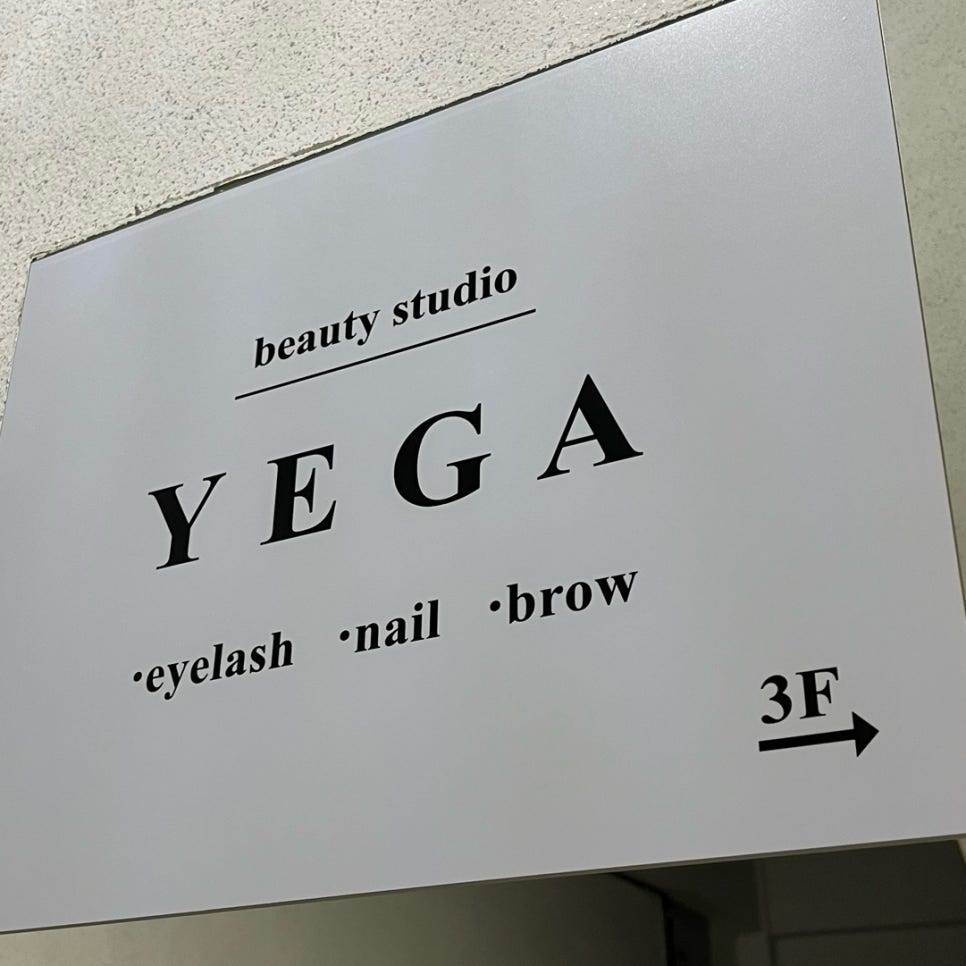 beauty studio
YEGA
·eyelash ·nail ·brow
3F